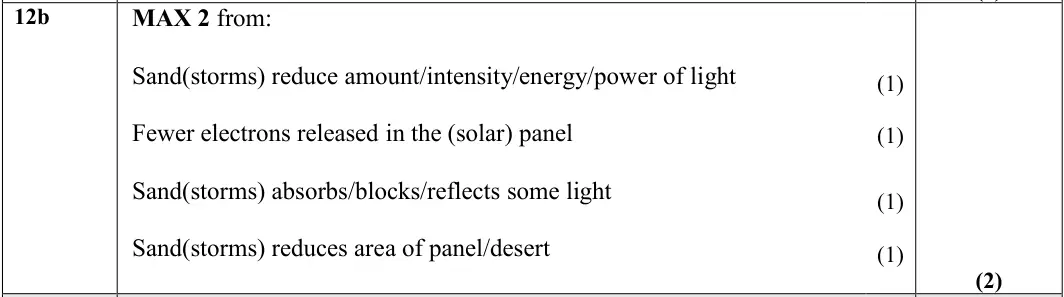 12b
MAX 2 from:
Sand(storms) reduce amount/intensity/energy/power of light (1)
Fewer electrons released in the (solar) panel (1)
Sand(storms) absorbs/blocks/reflects some light (1)
Sand(storms) reduces area of panel/desert (1)
(2)